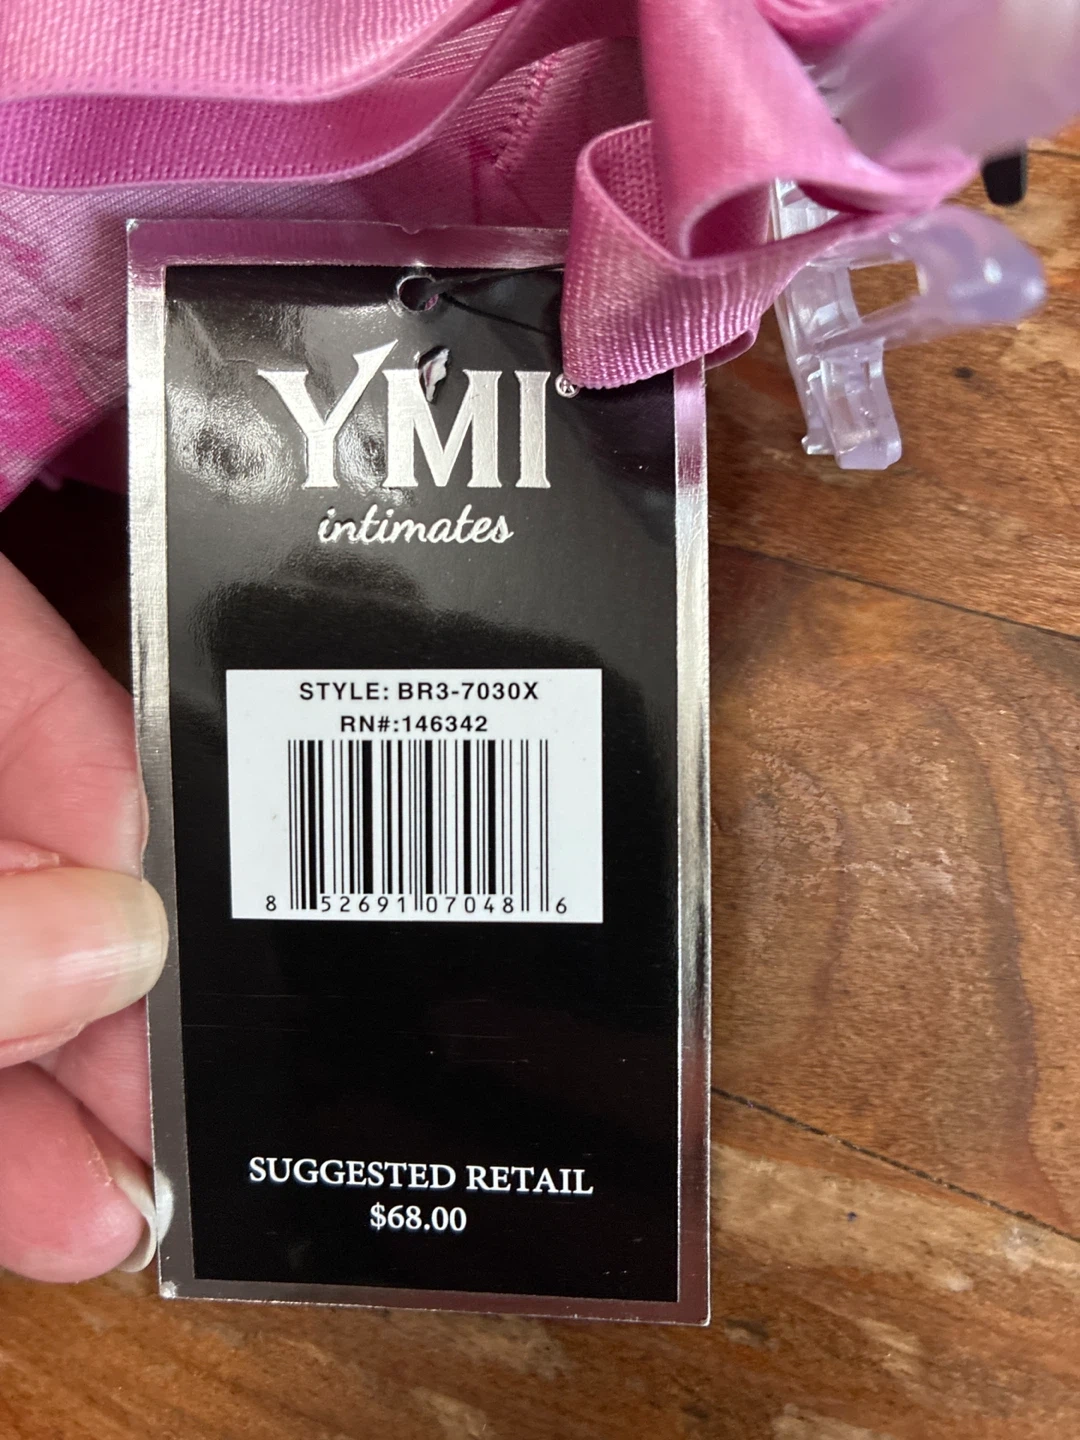 YMI®
intimates
STYLE: BR3-7030X
RN#:146342
8 52691 07048 6
SUGGESTED RETAIL
$68.00